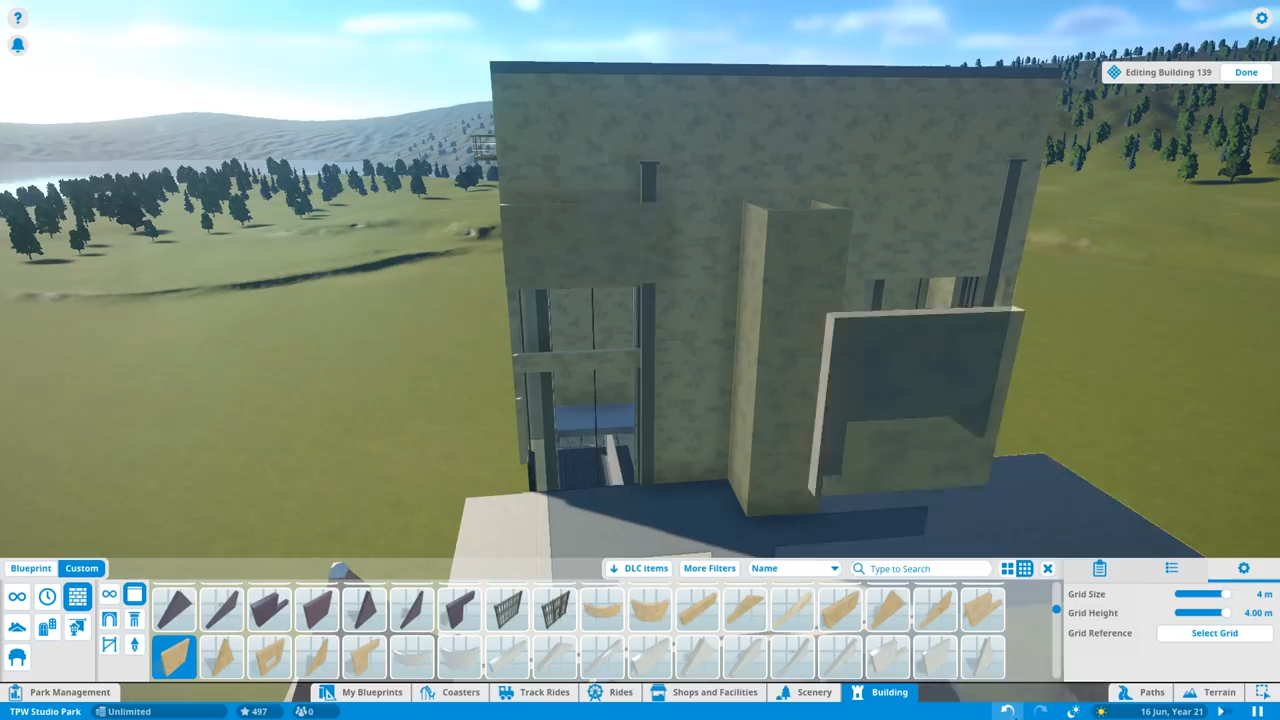 ?
Editing Building 139
Done
Blueprint
Custom
DLC items
More Filters
Name
Type to Search
Grid Size
4 m
Grid Height
4.00 m
Grid Reference
Select Grid
Park Management
My Blueprints
Coasters
Track Rides
Rides
Shops and Facilities
Scenery
Building
Paths
Terrain
TPW Studio Park
Unlimited
497
0
16 Jun, Year 21